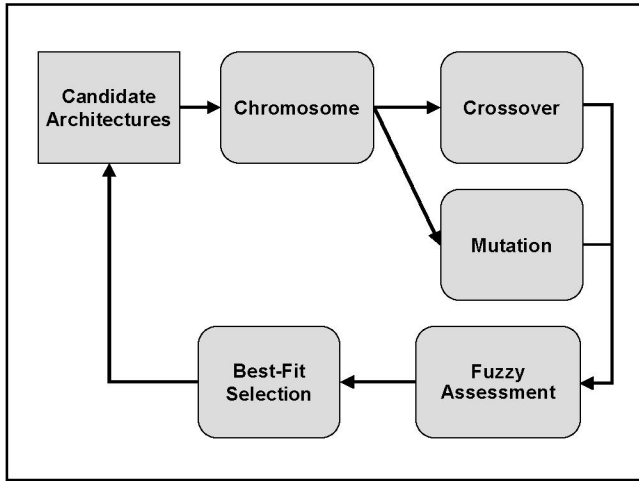 Candidate
Architectures
Chromosome
Crossover
Mutation
Best-Fit
Selection
Fuzzy
Assessment